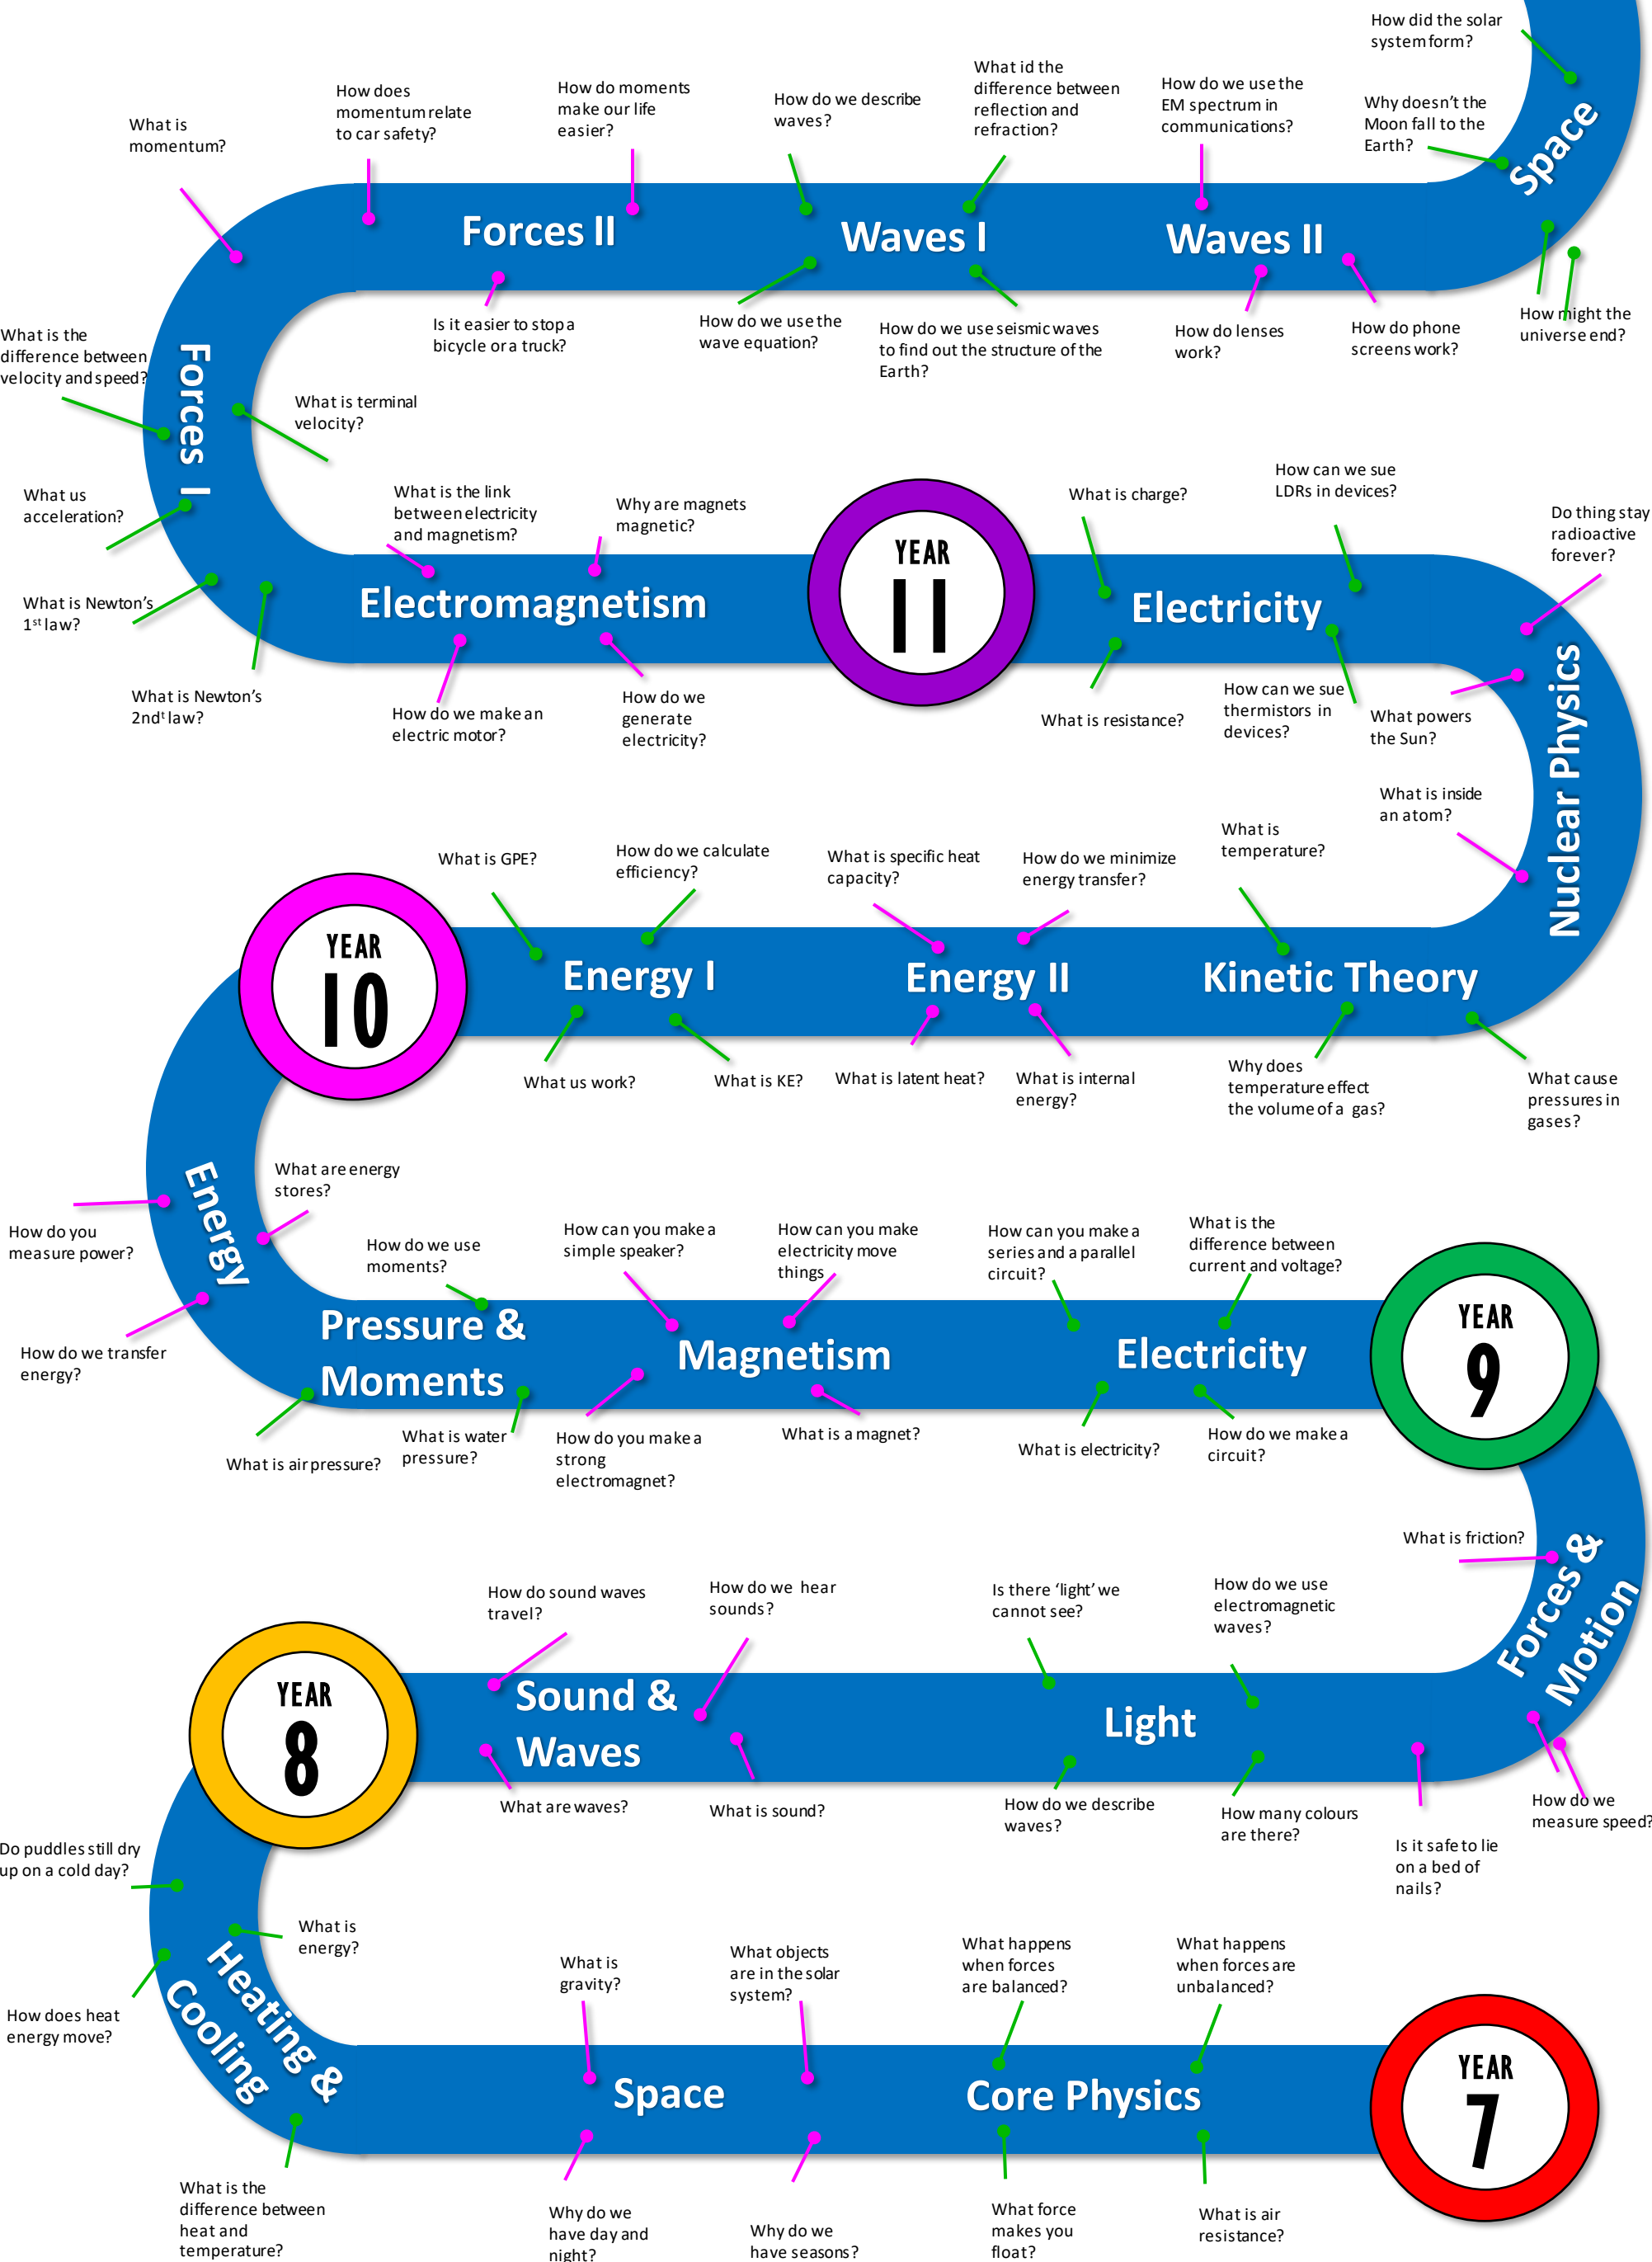 How did the solar
system form?
Why doesn't the
Moon fall to the
Earth?
Space
How might the
universe end?
What is
momentum?
How does
momentum relate
to car safety?
How do moments
make our life
easier?
How do we describe
waves?
What id the
difference between
reflection and
refraction?
How do we use the
EM spectrum in
communications?
Forces II
Waves I
Waves II
Is it easier to stop a
bicycle or a truck?
How do we use the
wave equation?
How do we use seismic waves
to find out the structure of the
Earth?
How do lenses
work?
How do phone
screens work?
What is the
difference between
velocity and speed?
Forces I
What is terminal
velocity?
What us
acceleration?
What is Newton's
1st law?
What is Newton's
2ndt law?
What is the link
between electricity
and magnetism?
Why are magnets
magnetic?
Electromagnetism
How do we make an
electric motor?
How do we
generate
electricity?
YEAR
11
What is charge?
How can we sue
LDRs in devices?
Electricity
What is resistance?
How can we sue
thermistors in
devices?
Do thing stay
radioactive
forever?
What powers
the Sun?
Nuclear Physics
What is inside
an atom?
YEAR
10
What is GPE?
How do we calculate
efficiency?
What is specific heat
capacity?
How do we minimize
energy transfer?
What is
temperature?
Energy I
Energy II
Kinetic Theory
What us work?
What is KE?
What is latent heat?
What is internal
energy?
Why does
temperature effect
the volume of a gas?
What cause
pressures in
gases?
Energy
What are energy
stores?
How do you
measure power?
How do we transfer
energy?
How do we use
moments?
How can you make a
simple speaker?
How can you make
electricity move
things
How can you make a
series and a parallel
circuit?
What is the
difference between
current and voltage?
Pressure &
Moments
Magnetism
Electricity
YEAR
9
What is air pressure?
What is water
pressure?
How do you make a
strong
electromagnet?
What is a magnet?
What is electricity?
How do we make a
circuit?
What is friction?
Forces &
Motion
YEAR
8
How do sound waves
travel?
How do we hear
sounds?
Is there 'light' we
cannot see?
How do we use
electromagnetic
waves?
Sound &
Waves
Light
What are waves?
What is sound?
How do we describe
waves?
How many colours
are there?
Is it safe to lie
on a bed of
nails?
How do we
measure speed?
Do puddles still dry
up on a cold day?
What is
energy?
How does heat
energy move?
Heating &
Cooling
What is the
difference between
heat and
temperature?
What is
gravity?
What objects
are in the solar
system?
What happens
when forces
are balanced?
What happens
when forces are
unbalanced?
Space
Core Physics
YEAR
7
Why do we
have day and
night?
Why do we
have seasons?
What force
makes you
float?
What is air
resistance?